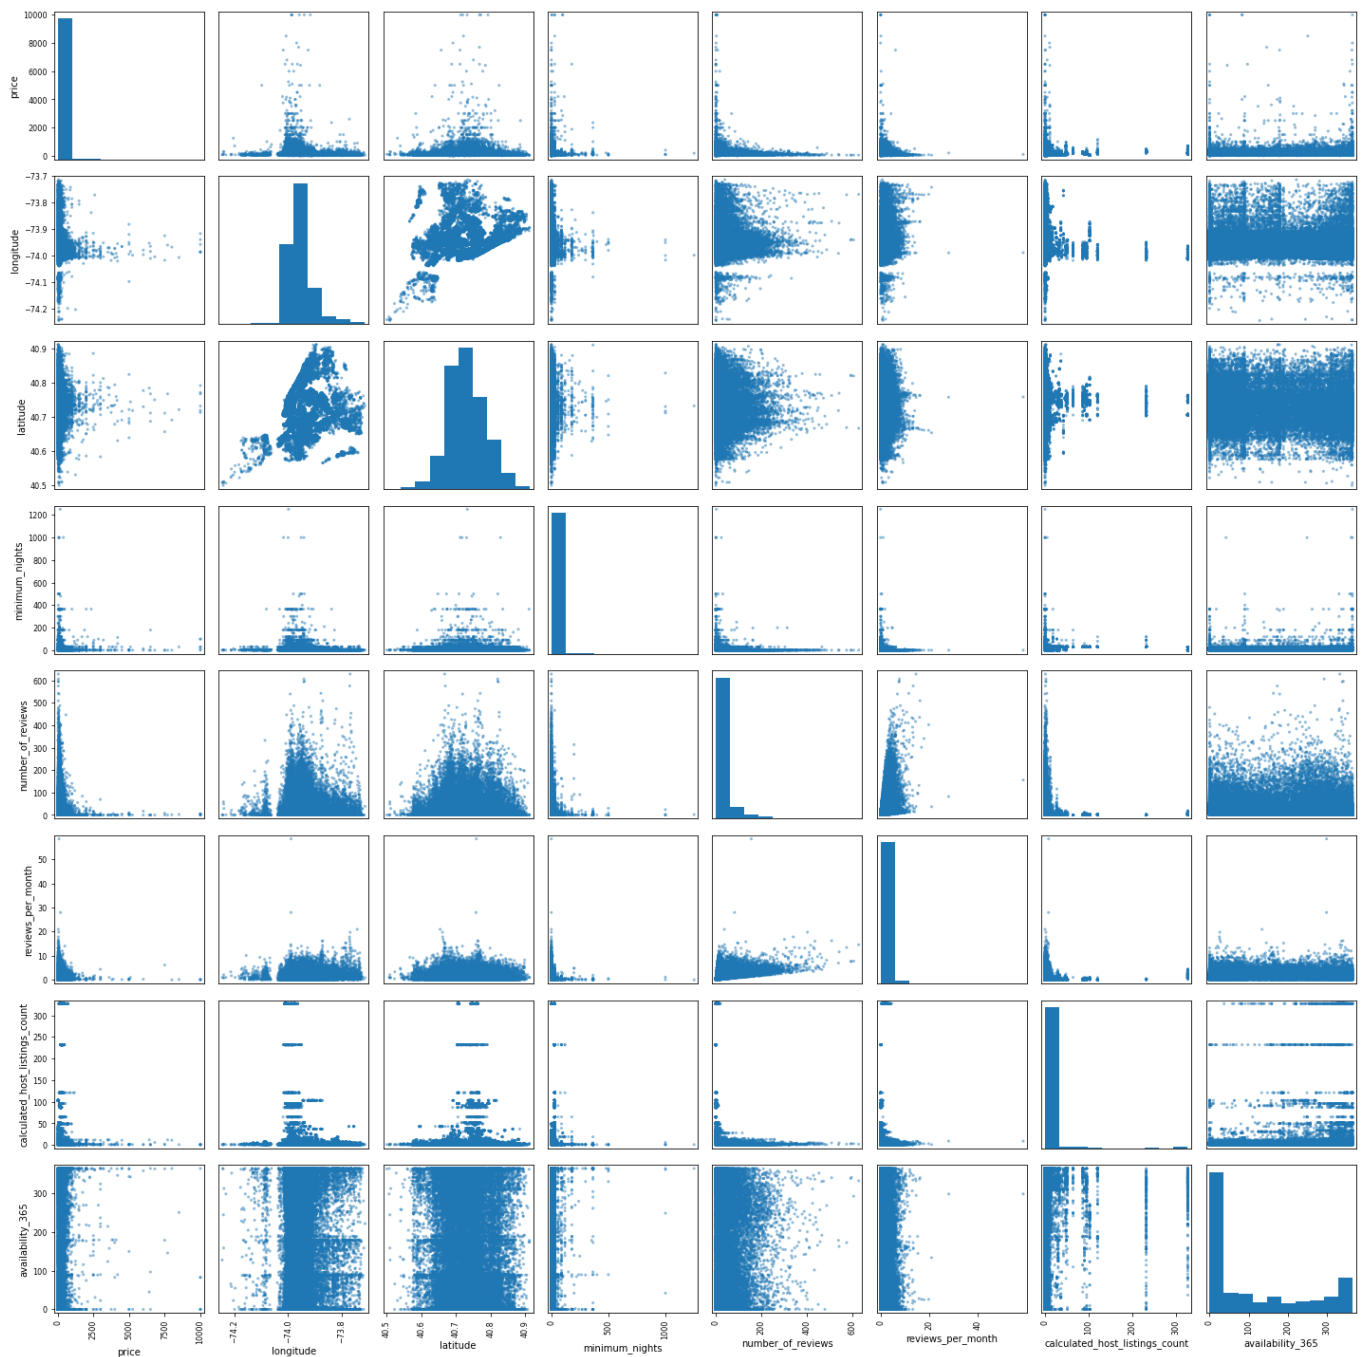 10000
8000
6000
4000
2000
0
price
−73.7
−73.8
−73.9
−74.0
−74.1
−74.2
longitude
40.9
40.8
40.7
40.6
40.5
latitude
1200
1000
800
600
400
200
0
minimum_nights
600
500
400
300
200
100
0
number_of_reviews
50
40
30
20
10
0
reviews_per_month
300
250
200
150
100
50
0
calculated_host_listings_count
300
200
100
0
availability_365
0 2500 5000 7500 10000
price
−74.2 −74.0 −73.8
longitude
40.5 40.6 40.7 40.8 40.9
latitude
0 500 1000
minimum_nights
0 200 400 600
number_of_reviews
0 20 40
reviews_per_month
0 100 200 300
calculated_host_listings_count
0 100 200 300
availability_365